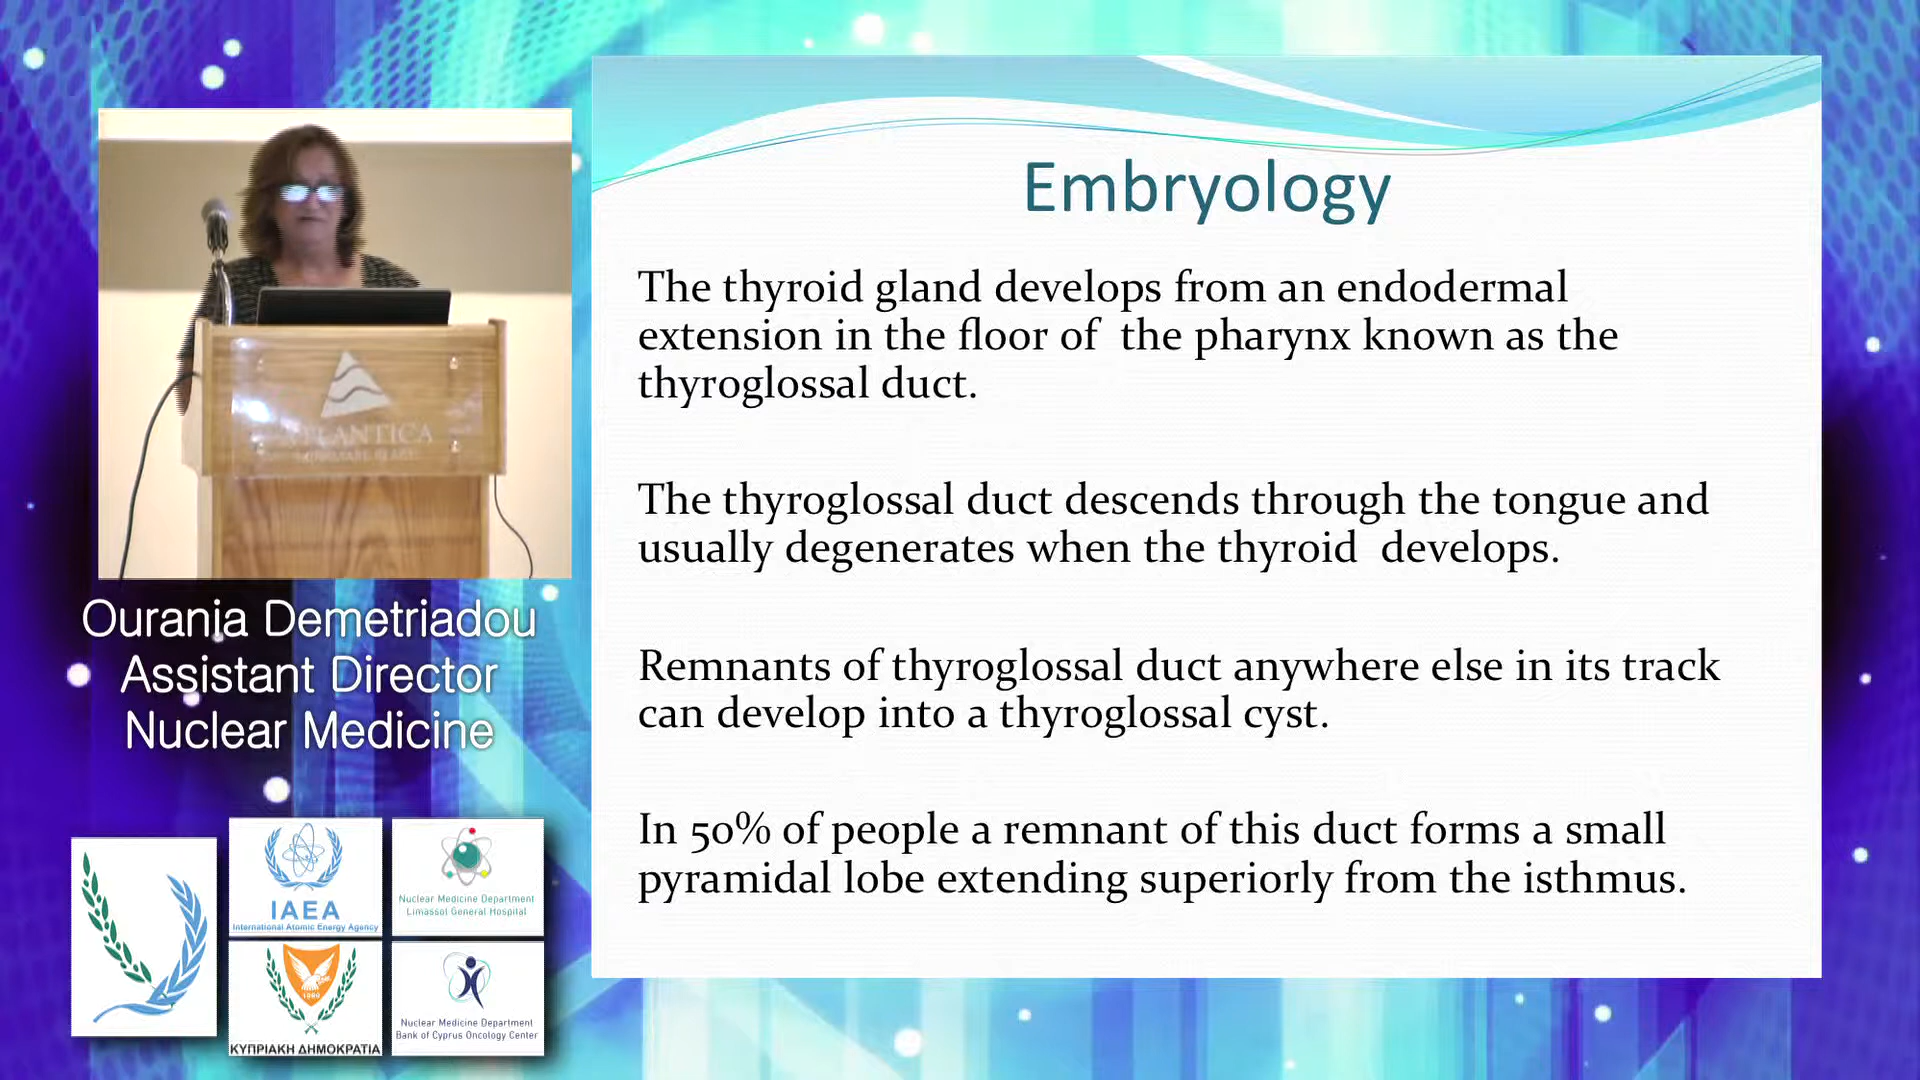 Embryology
The thyroid gland develops from an endodermal
extension in the floor of the pharynx known as the
thyroglossal duct.
The thyroglossal duct descends through the tongue and
usually degenerates when the thyroid develops.
Remnants of thyroglossal duct anywhere else in its track
can develop into a thyroglossal cyst.
In 50% of people a remnant of this duct forms a small
pyramidal lobe extending superiorly from the isthmus.
Ourania Demetriadou
Assistant Director
Nuclear Medicine
IAEA
International Atomic Energy Agency
Nuclear Medicine Department
Limassol General Hospital
1960
ΚΥΠΡΙΑΚΗ ΔΗΜΟΚΡΑΤΙΑ
Nuclear Medicine Department
Bank of Cyprus Oncology Center